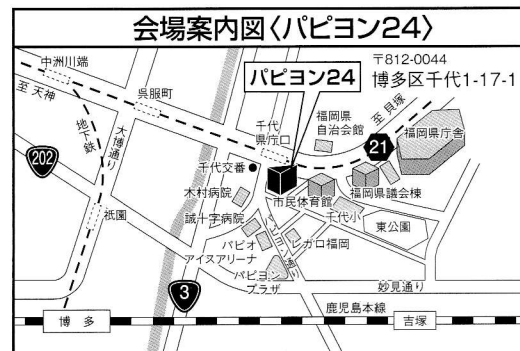 会場案内図〈パピヨン24〉
中洲川端
至 天神
呉服町
地下鉄
大博通り
202
祇園
パピヨン24
〒812-0044
博多区千代1-17-1
千代県庁口
福岡県自治会館
至 貝塚
21
福岡県庁舎
千代交番
木村病院
誠十字病院
市民体育館
福岡県議会棟
千代小
東公園
パピヨン通り
レガロ福岡
パピオアイスアリーナ
パピヨンプラザ
3
妙見通り
鹿児島本線
博多
吉塚